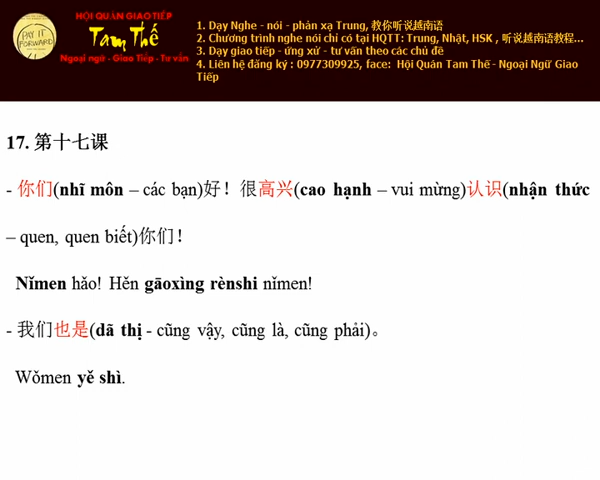 PAY IT
FORWARD
HỘI QUÁN GIAO TIẾP
Tam Thế
Ngoại ngữ - Giao Tiếp - Tư vấn
1. Dạy Nghe - nói - phản xạ Trung, 教你听说越南语
2. Chương trình nghe nói chỉ có tại HQTT: Trung, Nhật, HSK , 听说越南语教程...
3. Dạy giao tiếp - ứng xử - tư vấn theo các chủ đề
4. Liên hệ đăng ký : 0977309925, face: Hội Quán Tam Thế - Ngoại Ngữ Giao
Tiếp
17. 第十七课
- 你们(nhĩ môn – các bạn)好！很高兴(cao hạnh – vui mừng)认识(nhận thức
– quen, quen biết)你们！
Nǐmen hǎo! Hěn gāoxìng rènshi nǐmen!
- 我们也是(dã thị - cũng vậy, cũng là, cũng phải)。
Wǒmen yě shì.